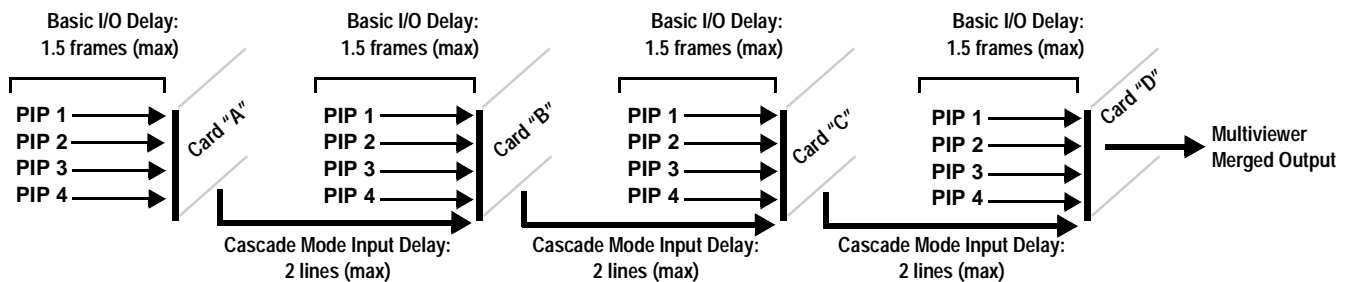 Basic I/O Delay:
1.5 frames (max)
Basic I/O Delay:
1.5 frames (max)
Basic I/O Delay:
1.5 frames (max)
Basic I/O Delay:
1.5 frames (max)
PIP 1
PIP 2
PIP 3
PIP 4
Card "A"
PIP 1
PIP 2
PIP 3
PIP 4
Card "B"
PIP 1
PIP 2
PIP 3
PIP 4
Card "C"
PIP 1
PIP 2
PIP 3
PIP 4
Card "D"
Multiviewer
Merged Output
Cascade Mode Input Delay:
2 lines (max)
Cascade Mode Input Delay:
2 lines (max)
Cascade Mode Input Delay:
2 lines (max)